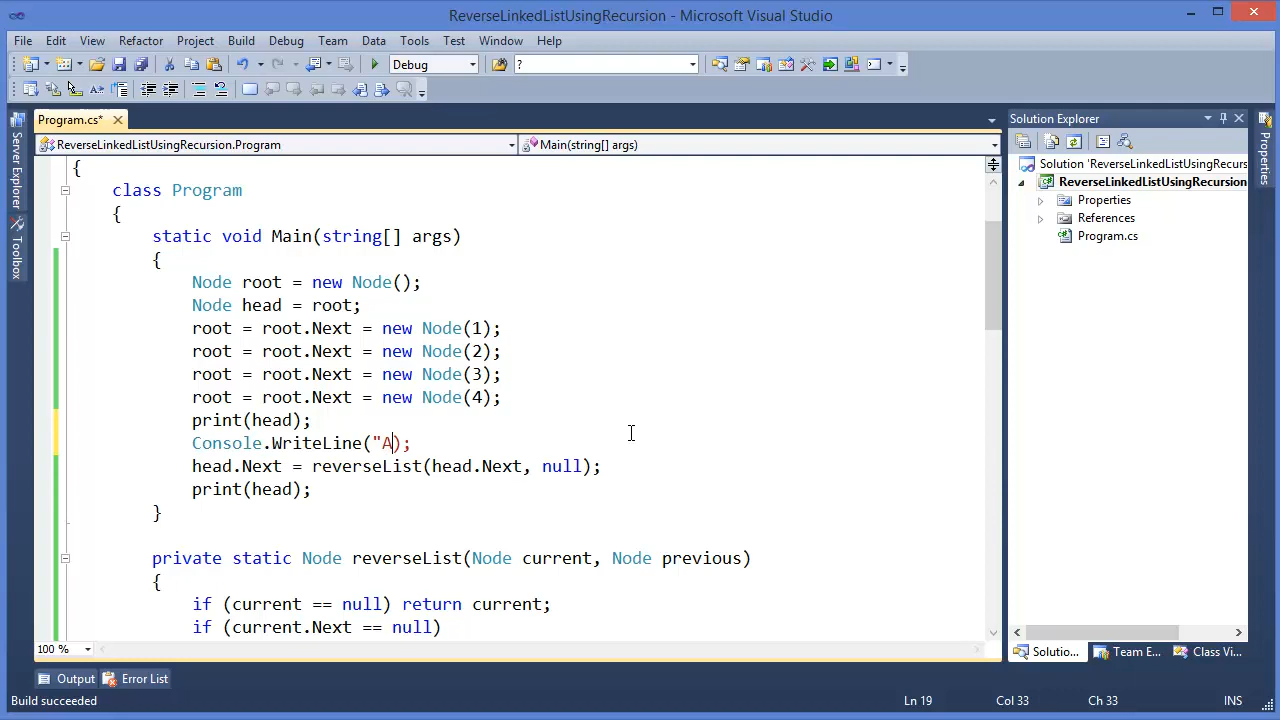 ReverseLinkedListUsingRecursion - Microsoft Visual Studio
File Edit View Refactor Project Build Debug Team Data Tools Test Window Help
Debug ?
Program.cs*
Solution Explorer
ReverseLinkedListUsingRecursion.Program Main(string[] args)
{
class Program
{
static void Main(string[] args)
{
Node root = new Node();
Node head = root;
root = root.Next = new Node(1);
root = root.Next = new Node(2);
root = root.Next = new Node(3);
root = root.Next = new Node(4);
print(head);
Console.WriteLine("A);
head.Next = reverseList(head.Next, null);
print(head);
}
private static Node reverseList(Node current, Node previous)
{
if (current == null) return current;
if (current.Next == null)
100 %
Solution 'ReverseLinkedListUsingRecurs
ReverseLinkedListUsingRecursion
Properties
References
Program.cs
Solutio... Team E... Class Vi...
Server Explorer
Toolbox
Properties
Output Error List
Build succeeded Ln 19 Col 33 Ch 33 INS